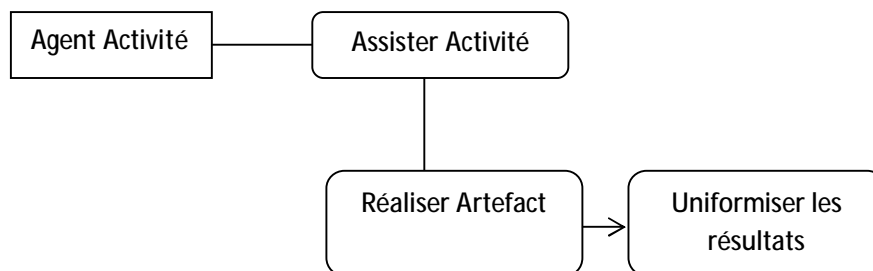 Agent Activité
Assister Activité
Réaliser Artefact
Uniformiser les
résultats